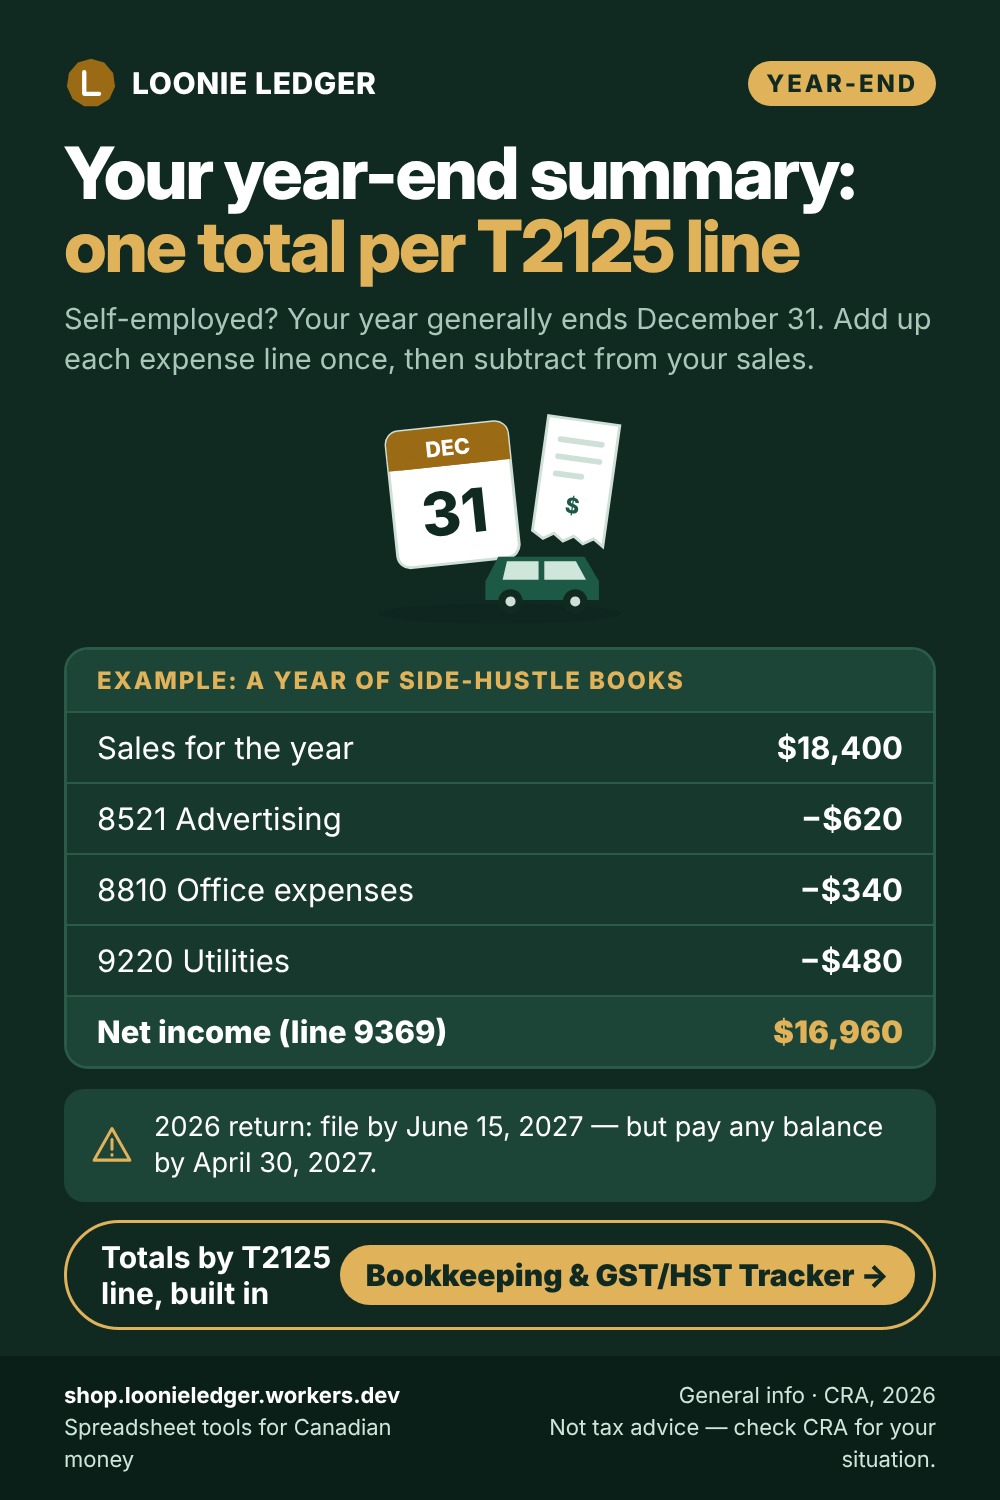 L LOONIE LEDGER
YEAR-END
Your year-end summary:
one total per T2125 line
Self-employed? Your year generally ends December 31. Add up
each expense line once, then subtract from your sales.
DEC
31
$
EXAMPLE: A YEAR OF SIDE-HUSTLE BOOKS
Sales for the year $18,400
8521 Advertising −$620
8810 Office expenses −$340
9220 Utilities −$480
Net income (line 9369) $16,960
2026 return: file by June 15, 2027 — but pay any balance
by April 30, 2027.
Totals by T2125
line, built in
Bookkeeping & GST/HST Tracker →
shop.loonieledger.workers.dev
Spreadsheet tools for Canadian
money
General info · CRA, 2026
Not tax advice — check CRA for your
situation.